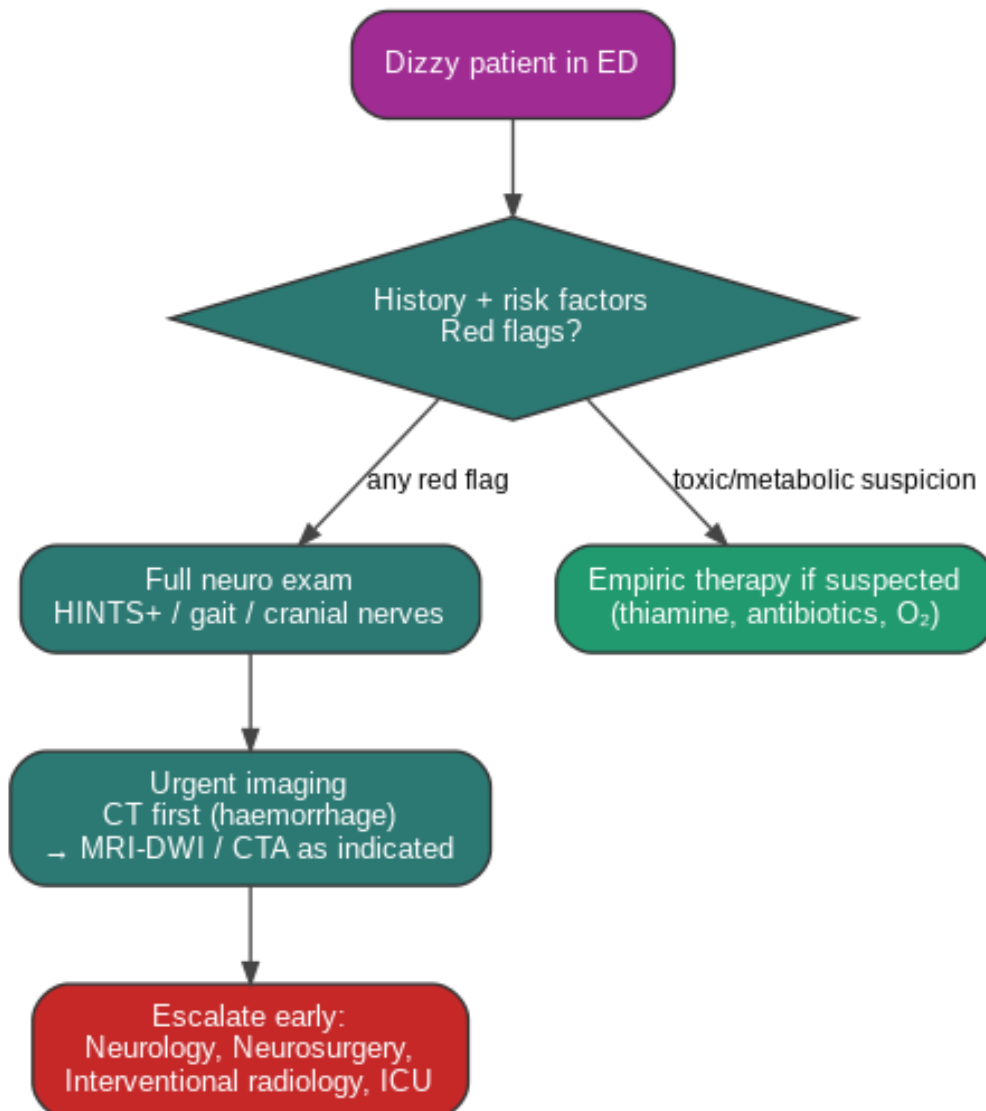 Dizzy patient in ED
History + risk factors
Red flags?
any red flag
toxic/metabolic suspicion
Full neuro exam
HINTS+ / gait / cranial nerves
Empiric therapy if suspected
(thiamine, antibiotics, O₂)
Urgent imaging
CT first (haemorrhage)
→ MRI-DWI / CTA as indicated
Escalate early:
Neurology, Neurosurgery,
Interventional radiology, ICU